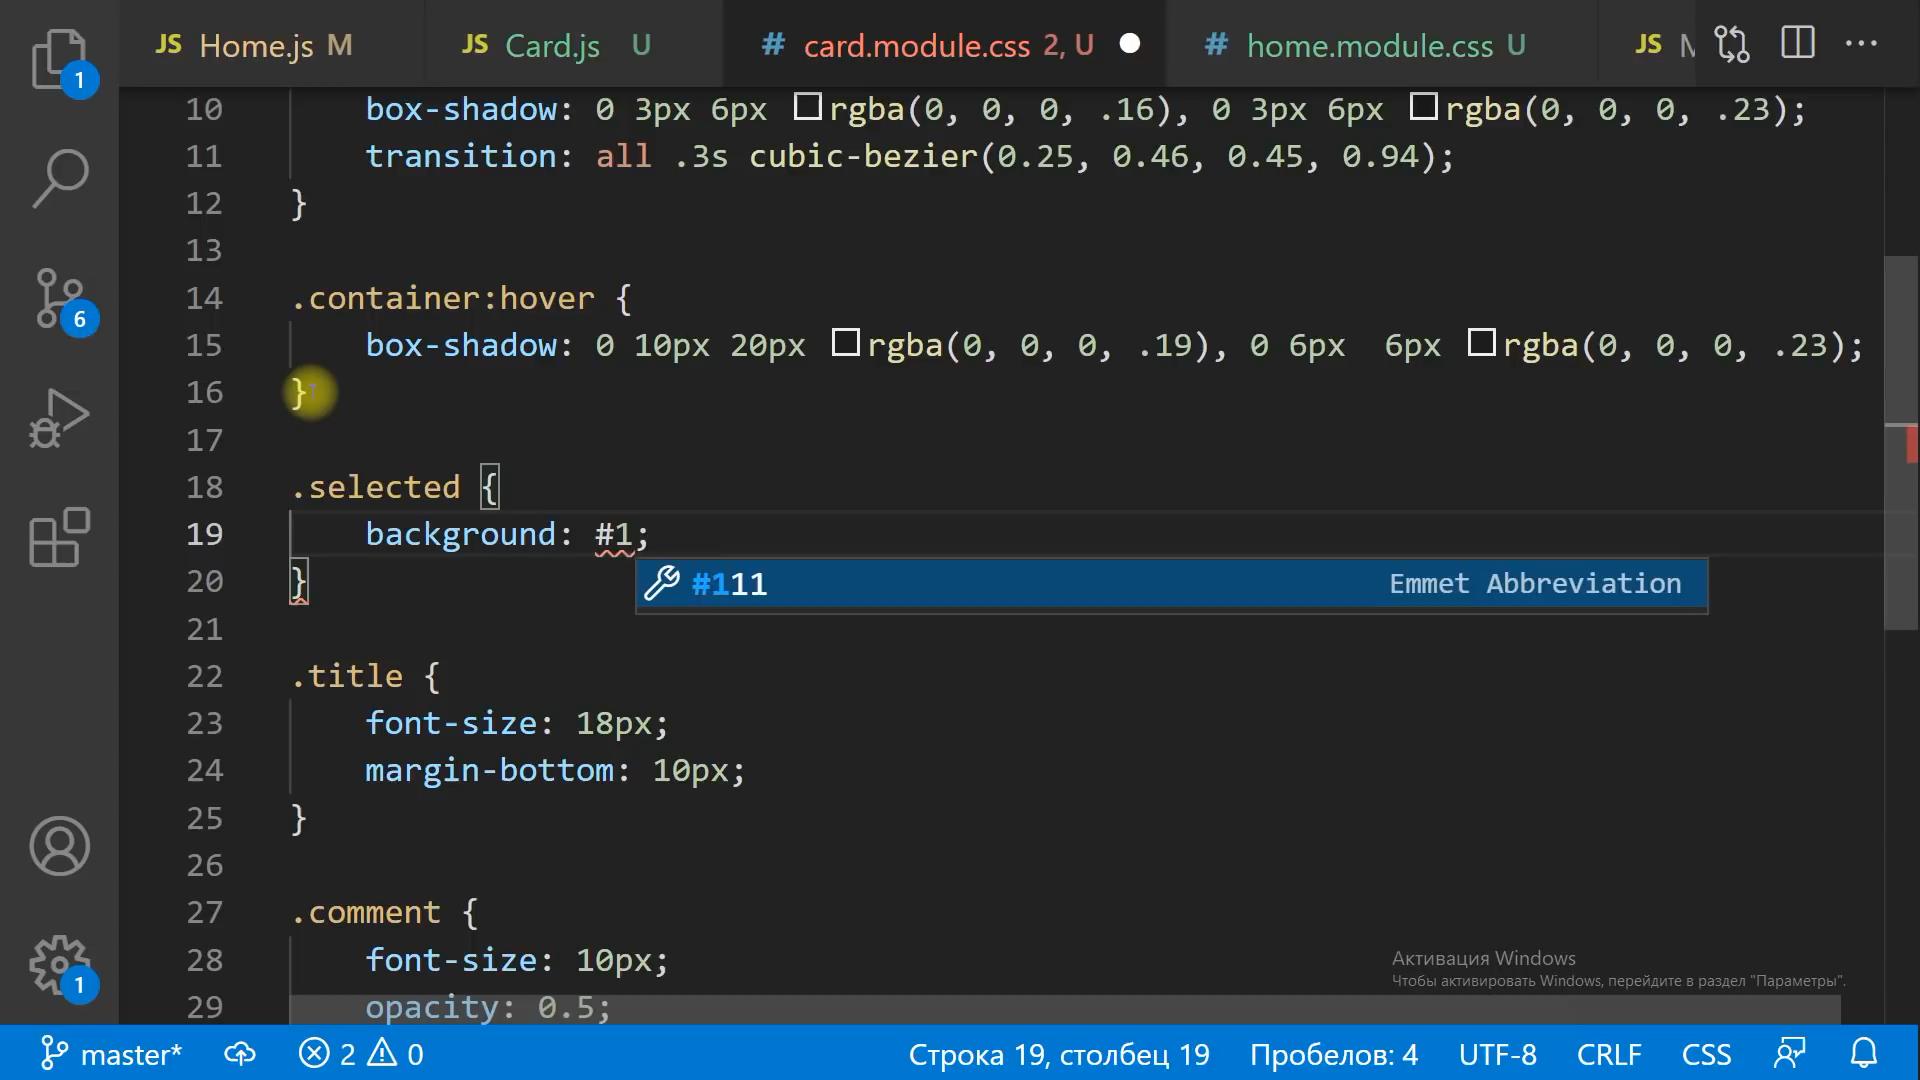 JS Home.js M JS Card.js U # card.module.css 2, U # home.module.css U JS
1
10 box-shadow: 0 3px 6px rgba(0, 0, 0, .16), 0 3px 6px rgba(0, 0, 0, .23);
11 transition: all .3s cubic-bezier(0.25, 0.46, 0.45, 0.94);
12 }
13
14 .container:hover {
6
15 box-shadow: 0 10px 20px rgba(0, 0, 0, .19), 0 6px  6px rgba(0, 0, 0, .23);
16 }
17
18 .selected {
19 background: #1;
20 }
#111 Emmet Abbreviation
21
22 .title {
23 font-size: 18px;
24 margin-bottom: 10px;
25 }
26
27 .comment {
28 font-size: 10px;
Активация Windows
Чтобы активировать Windows, перейдите в раздел "Параметры".
1
29 opacity: 0.5;
master* 2 0 Строка 19, столбец 19 Пробелов: 4 UTF-8 CRLF CSS